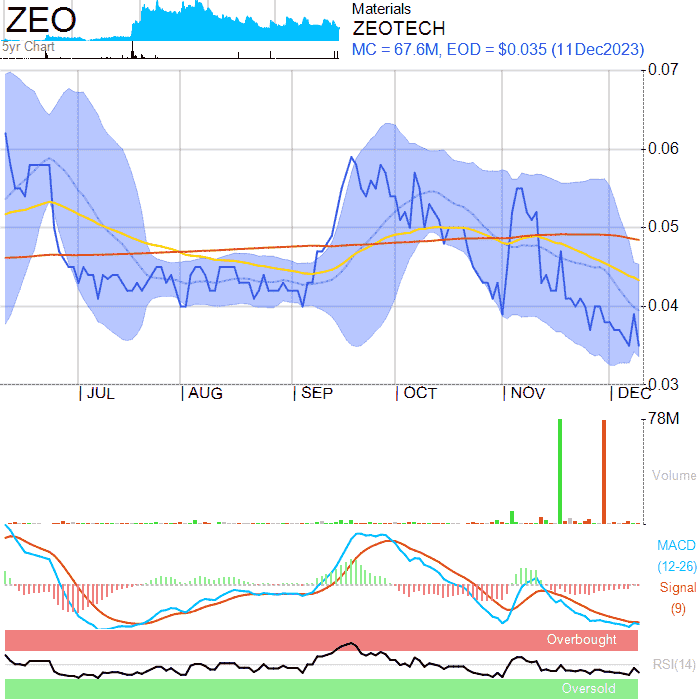 ZEO
Materials
ZEOTECH
5yr Chart
MC = 67.6M, EOD = $0.035 (11Dec2023)
0.07
0.06
0.05
0.04
0.03
JUL AUG SEP OCT NOV DEC
78M
Volume
MACD
(12-26)
Signal
(9)
Overbought
RSI(14)
Oversold